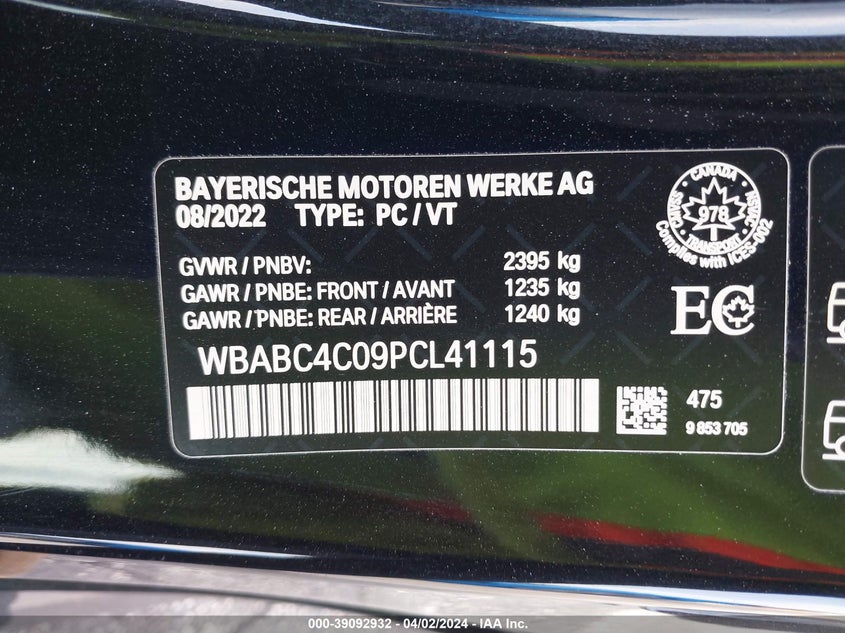 BAYERISCHE MOTOREN WERKE AG
08/2022 TYPE: PC / VT
GVWR / PNBV: 2395 kg
GAWR / PNBE: FRONT / AVANT 1235 kg
GAWR / PNBE: REAR / ARRIÈRE 1240 kg
WBABC4C09PCL41115
CANADA
CMVSS
NSVAC
978
TRANSPORT
Complies with ICES-002
EC
475
9 853 705
000-39092932 - 04/02/2024 - IAA Inc.